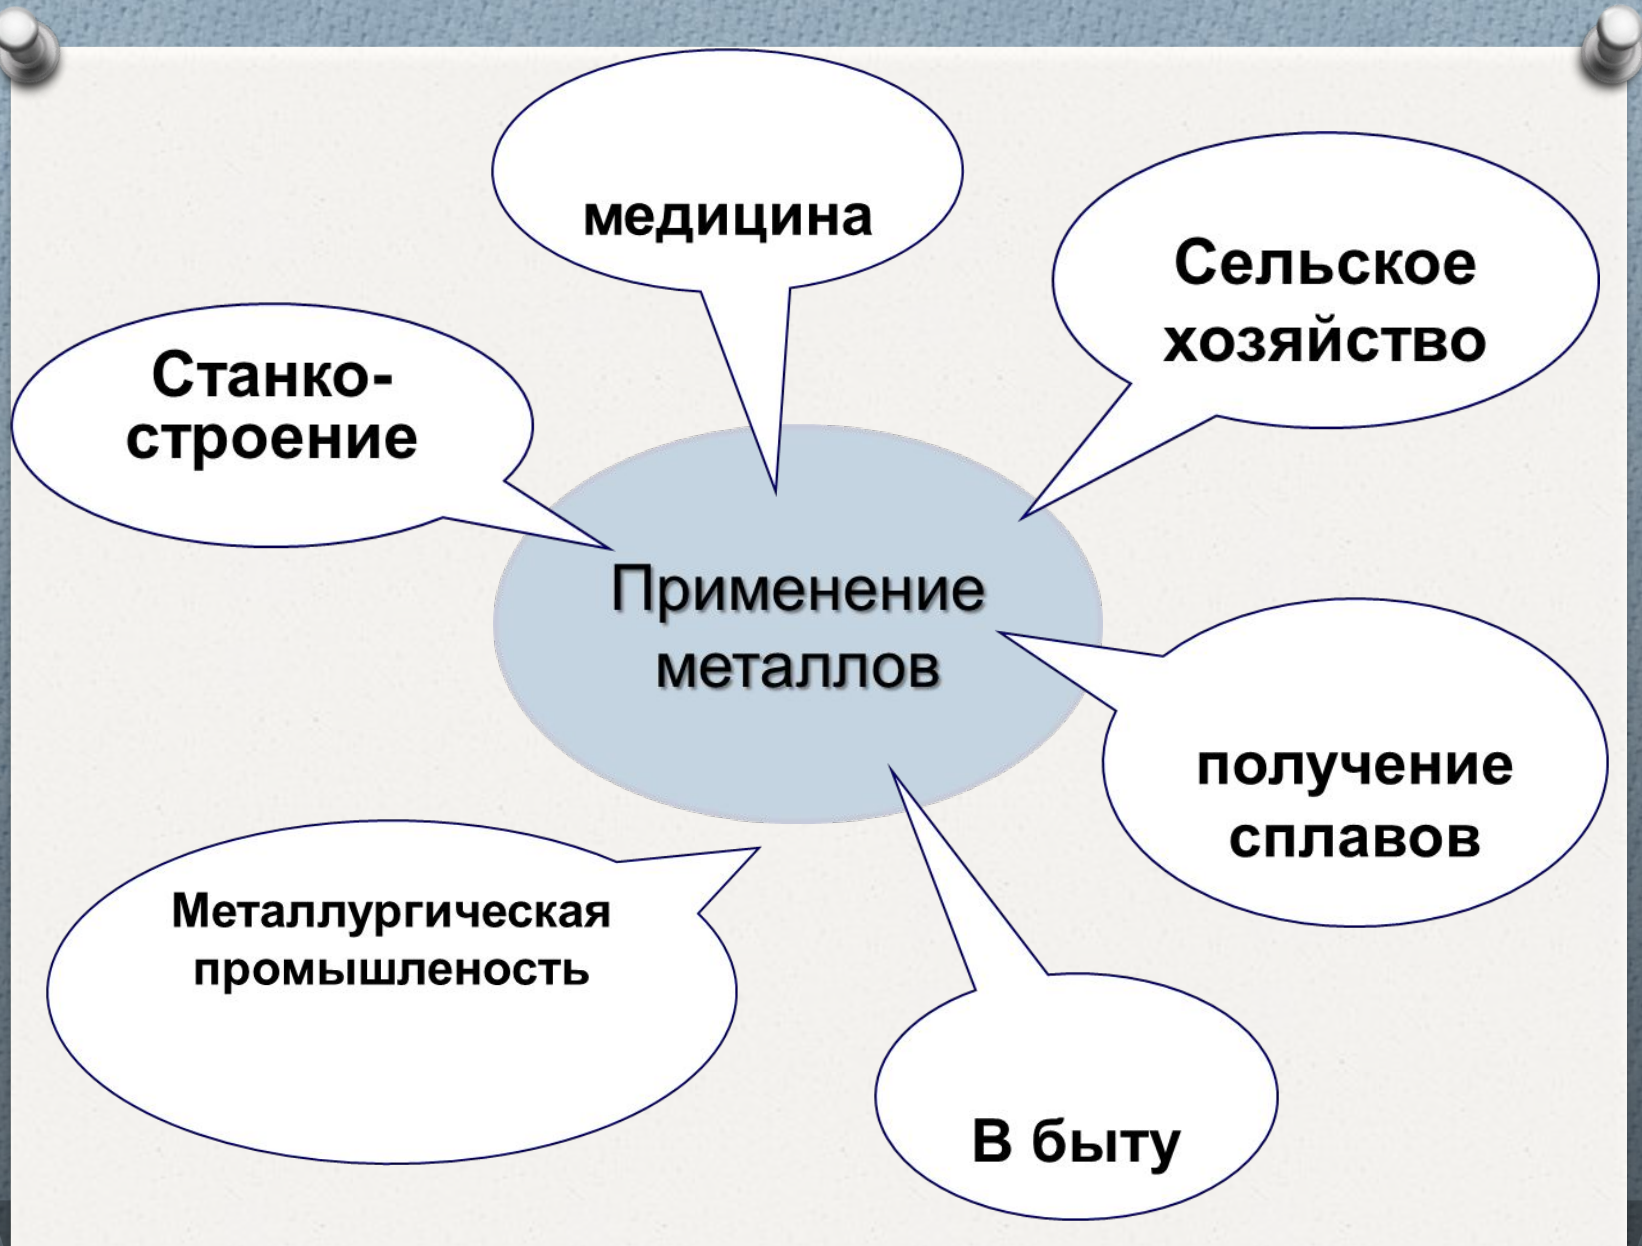 медицина
Сельское
хозяйство
Станко-
строение
Применение
металлов
получение
сплавов
Металлургическая
промышленость
В быту